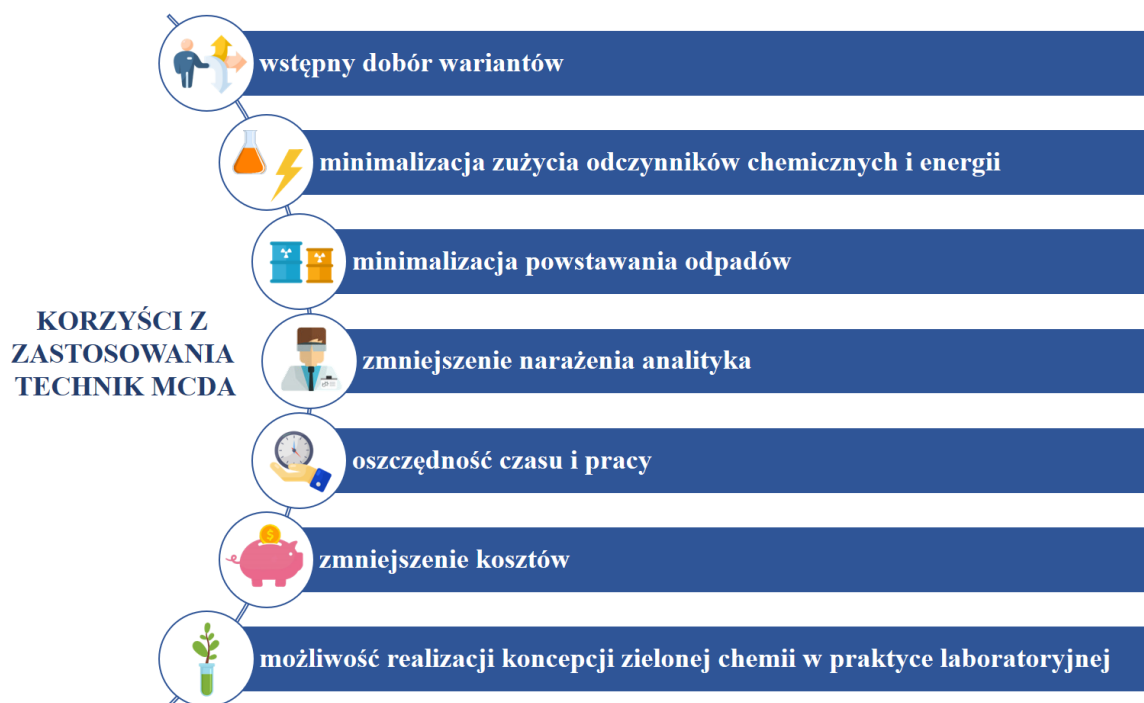 KORZYŚCI Z
ZASTOSOWANIA
TECHNIK MCDA
wstępny dobór wariantów
minimalizacja zużycia odczynników chemicznych i energii
minimalizacja powstawania odpadów
zmniejszenie narażenia analityka
oszczędność czasu i pracy
zmniejszenie kosztów
możliwość realizacji koncepcji zielonej chemii w praktyce laboratoryjnej